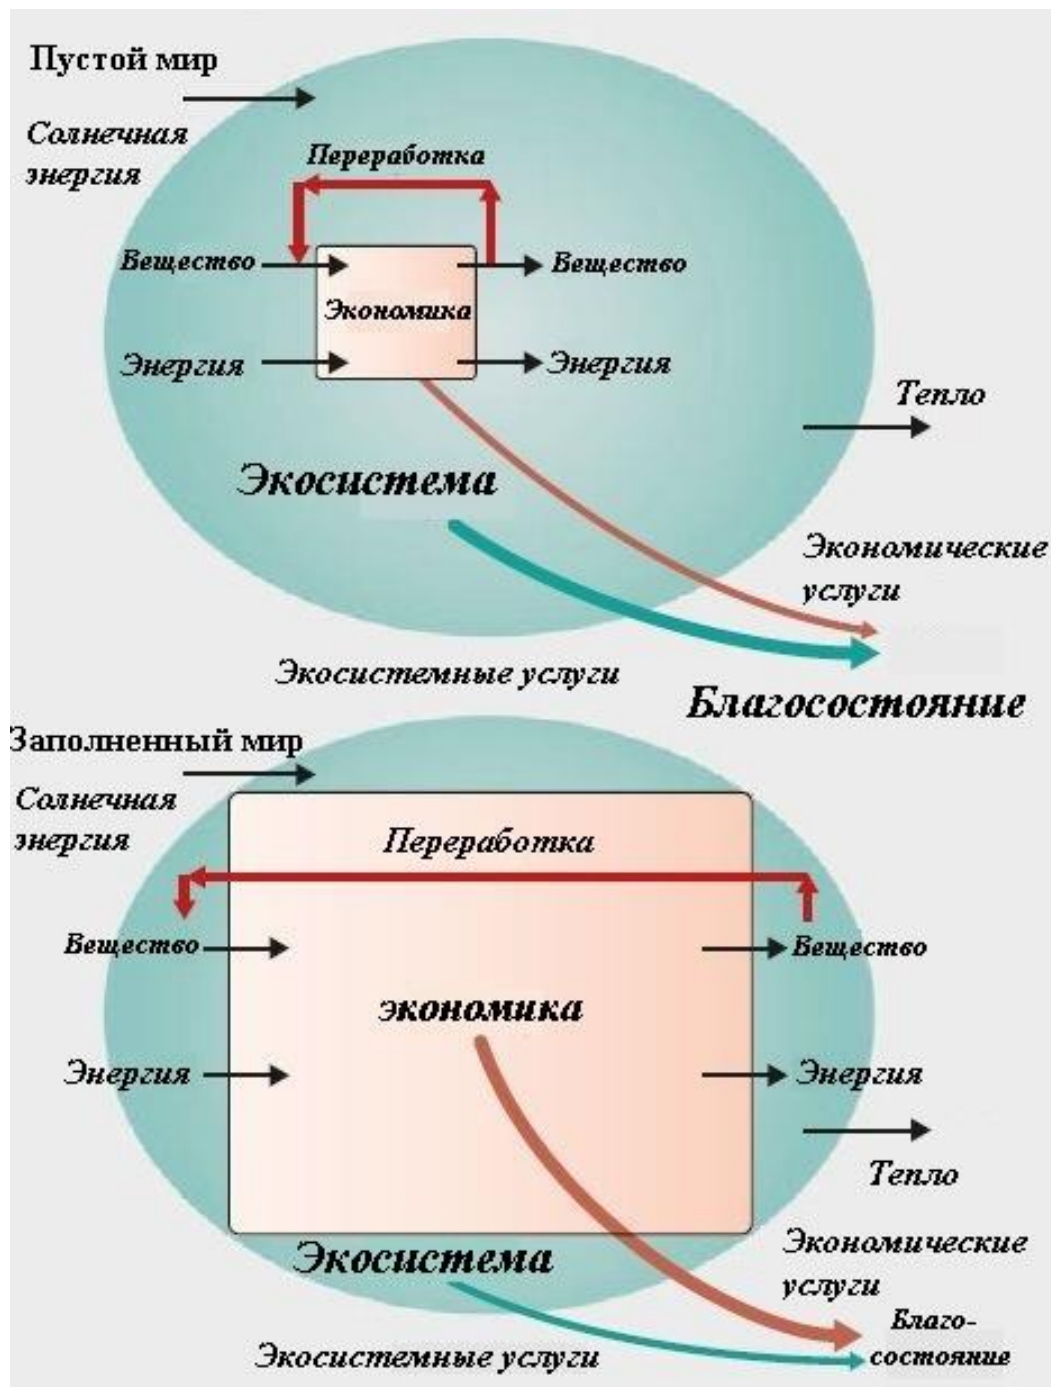 Пустой мир
Солнечная
энергия
Переработка
Вещество
Вещество
Экономика
Энергия
Энергия
Тепло
Экосистема
Экономические
услуги
Экосистемные услуги
Благосостояние
Заполненный мир
Солнечная
энергия
Переработка
Вещество
Вещество
экономика
Энергия
Энергия
Тепло
Экосистема
Экономические
услуги
Благо-
состояние
Экосистемные услуги